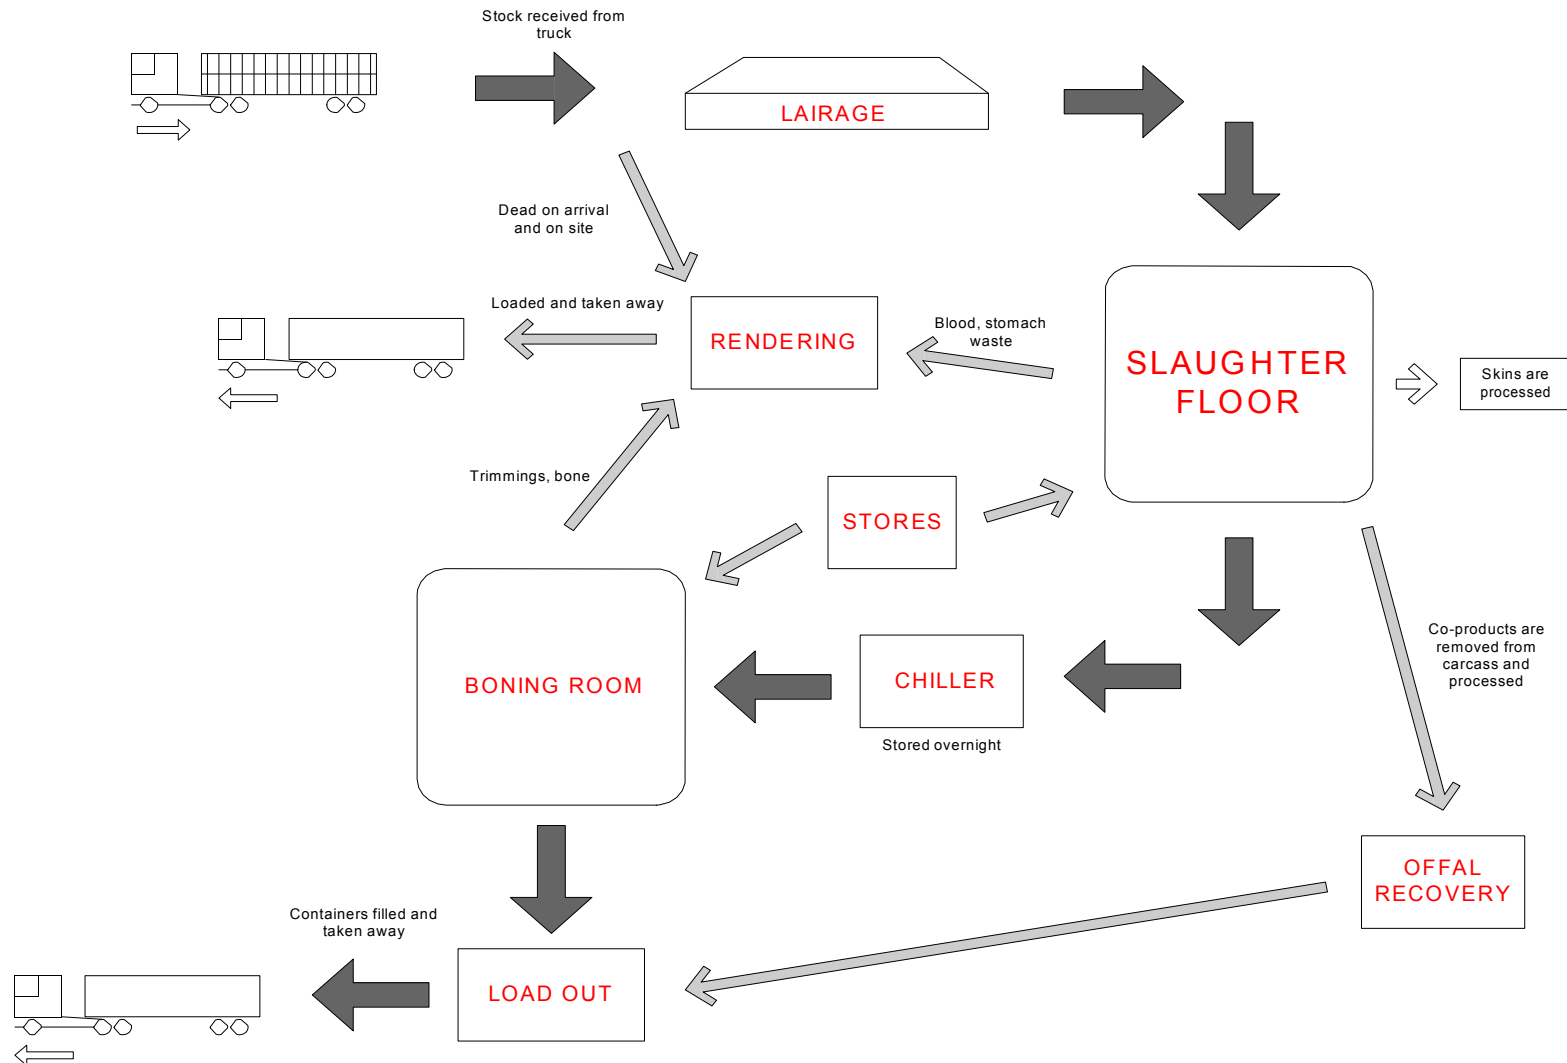 Stock received from
truck
LAIRAGE
Dead on arrival
and on site
Loaded and taken away
RENDERING
Blood, stomach
waste
SLAUGHTER
FLOOR
Skins are
processed
Trimmings, bone
STORES
BONING ROOM
CHILLER
Stored overnight
Co-products are
removed from
carcass and
processed
OFFAL
RECOVERY
Containers filled and
taken away
LOAD OUT